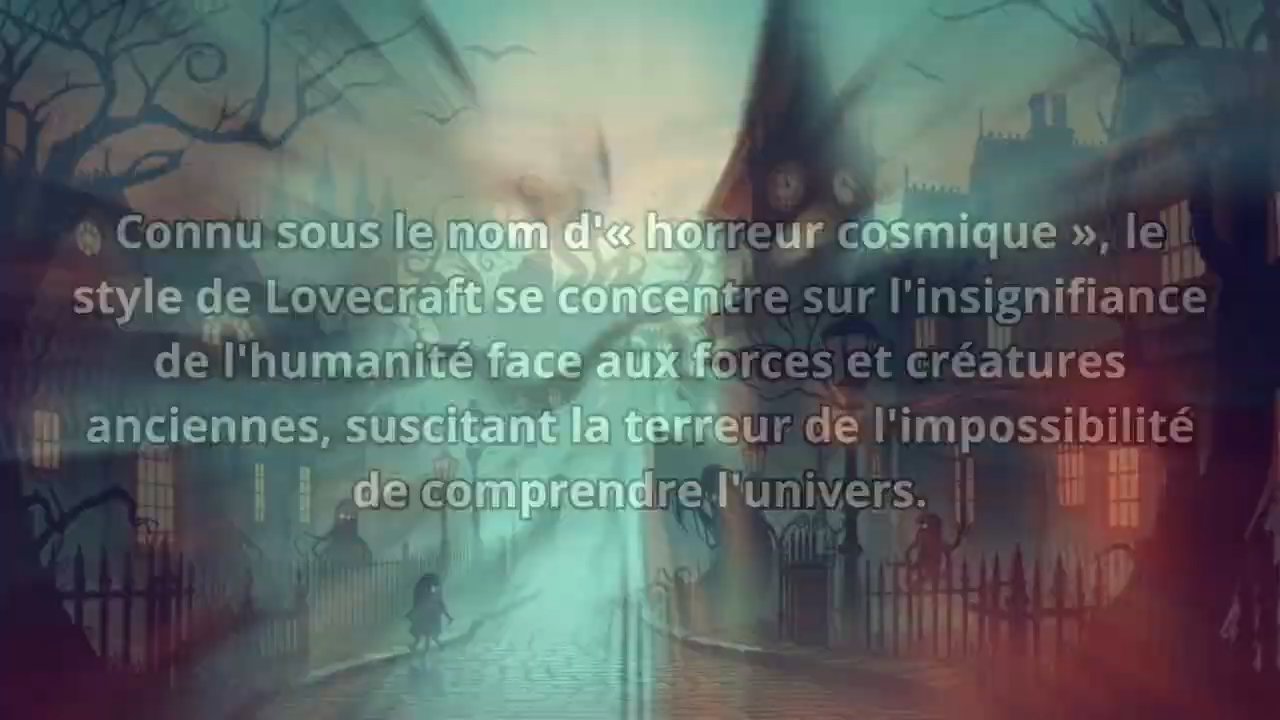 Connu sous le nom d'« horreur cosmique », le
style de Lovecraft se concentre sur l'insignifiance
de l'humanité face aux forces et créatures
anciennes, suscitant la terreur de l'impossibilité
de comprendre l'univers.